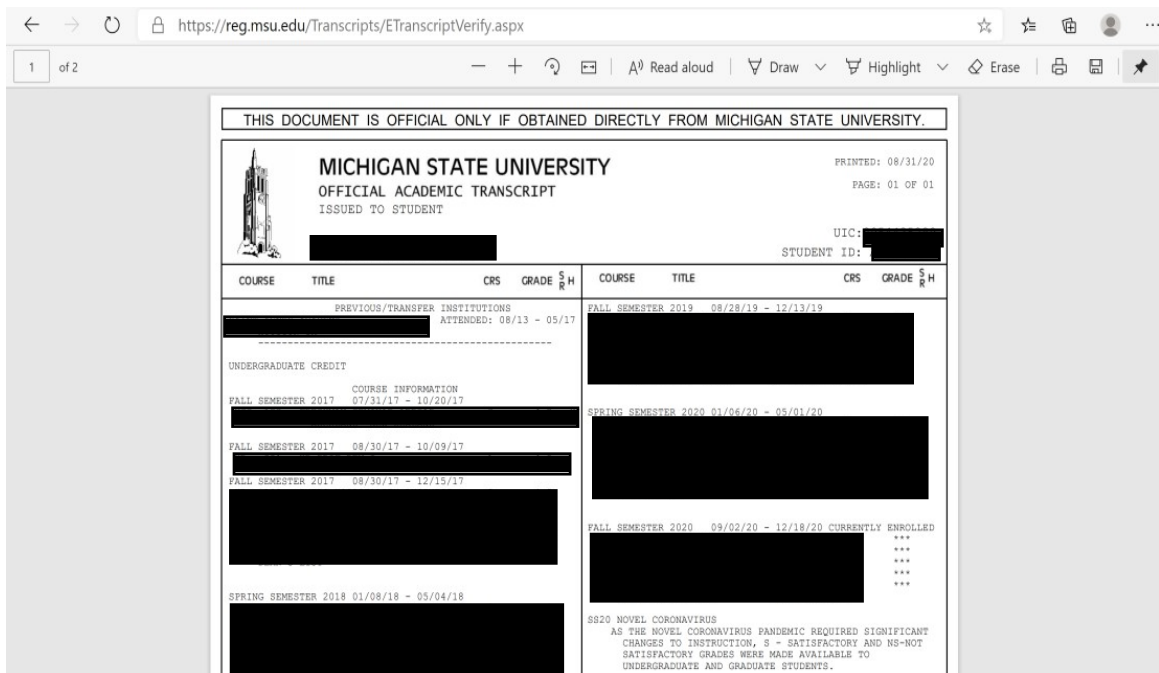 https://reg.msu.edu/Transcripts/ETranscriptVerify.aspx
1 of 2
Read aloud
Draw
Highlight
Erase
THIS DOCUMENT IS OFFICIAL ONLY IF OBTAINED DIRECTLY FROM MICHIGAN STATE UNIVERSITY.
MICHIGAN STATE UNIVERSITY
OFFICIAL ACADEMIC TRANSCRIPT
ISSUED TO STUDENT
PRINTED: 08/31/20
PAGE: 01 OF 01
UIC:
STUDENT ID:
COURSE TITLE CRS GRADE S R H
PREVIOUS/TRANSFER INSTITUTIONS
ATTENDED: 08/13 - 05/17
UNDERGRADUATE CREDIT
COURSE INFORMATION
FALL SEMESTER 2017 07/31/17 - 10/20/17
FALL SEMESTER 2017 08/30/17 - 10/09/17
FALL SEMESTER 2017 08/30/17 - 12/15/17
SPRING SEMESTER 2018 01/08/18 - 05/04/18
COURSE TITLE CRS GRADE S R H
FALL SEMESTER 2019 08/28/19 - 12/13/19
SPRING SEMESTER 2020 01/06/20 - 05/01/20
FALL SEMESTER 2020 09/02/20 - 12/18/20 CURRENTLY ENROLLED
***
***
***
***
***
SS20 NOVEL CORONAVIRUS
AS THE NOVEL CORONAVIRUS PANDEMIC REQUIRED SIGNIFICANT
CHANGES TO INSTRUCTION, S - SATISFACTORY AND NS-NOT
SATISFACTORY GRADES WERE MADE AVAILABLE TO
UNDERGRADUATE AND GRADUATE STUDENTS.